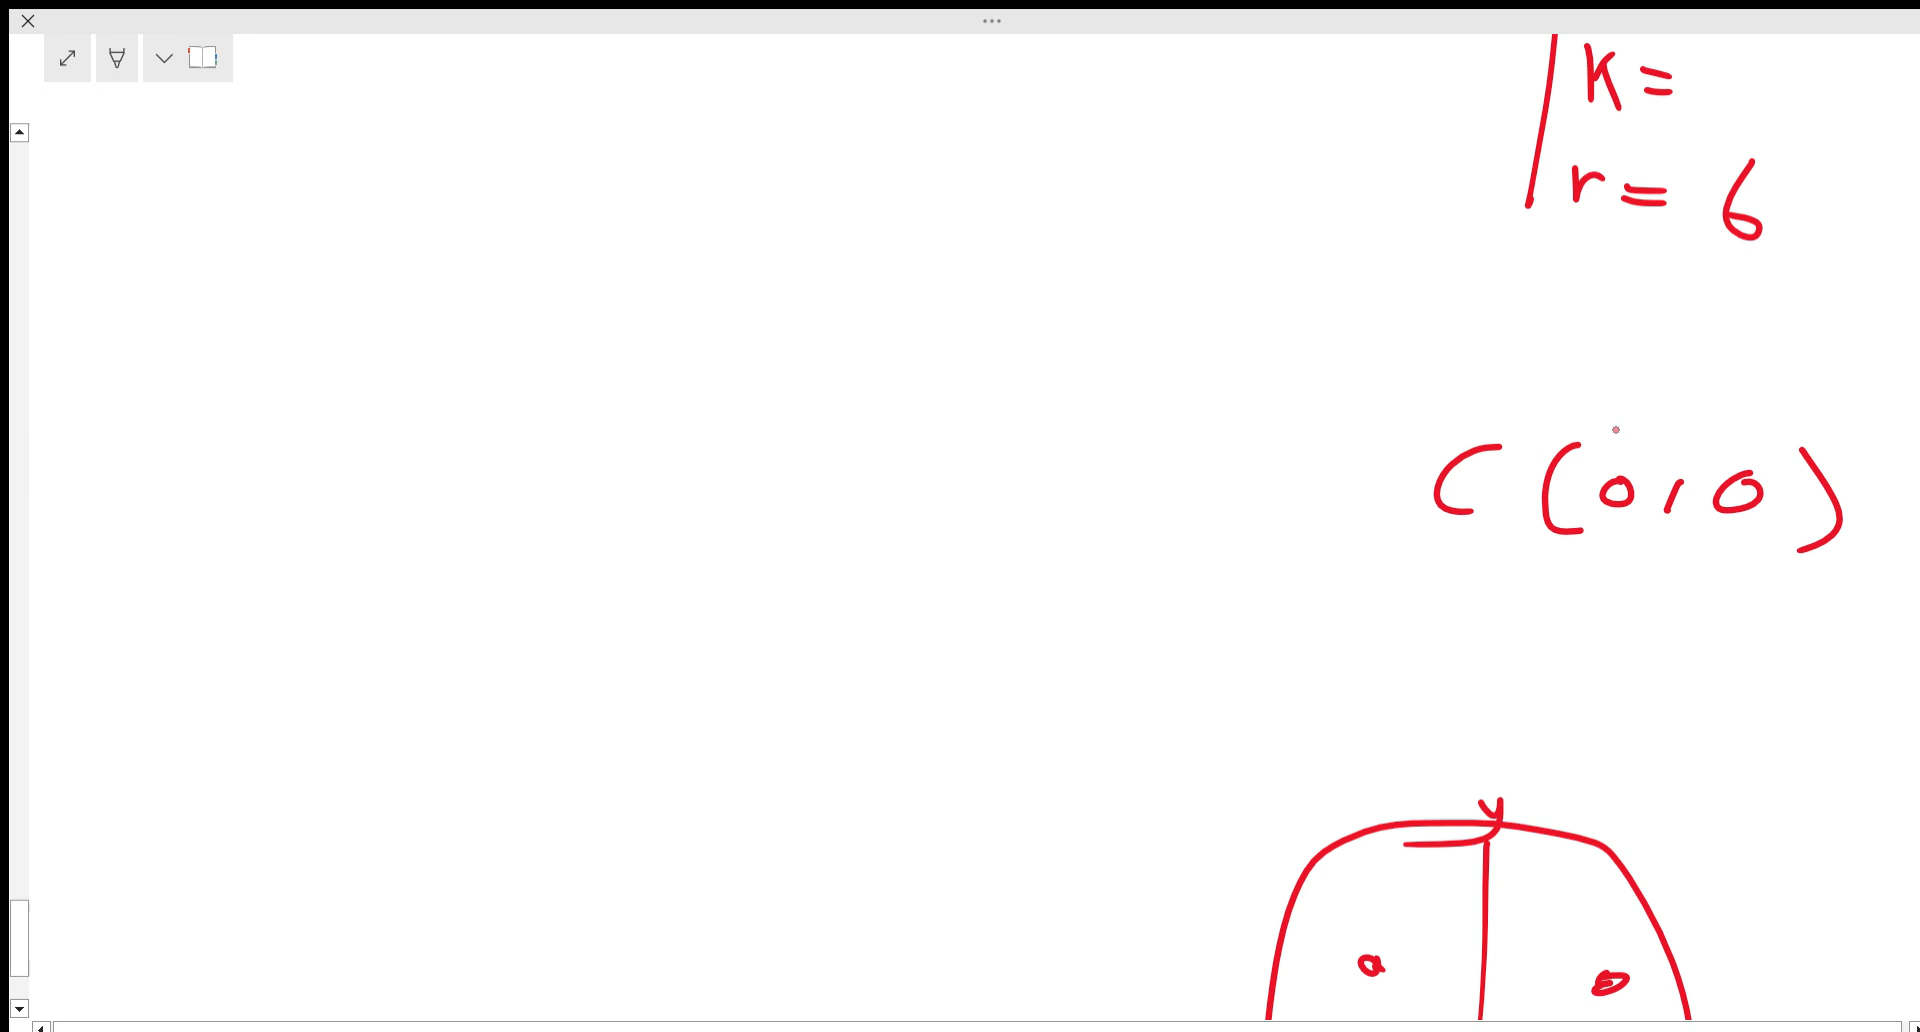 k =
r = 6
C (0, 0)
y